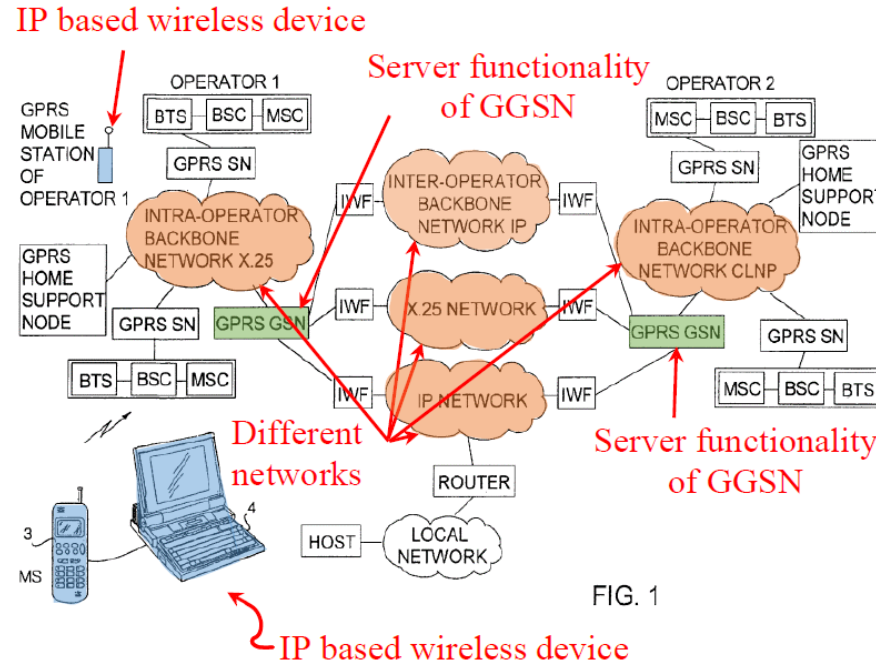 IP based wireless device
OPERATOR 1
BTS
BSC
MSC
GPRS
MOBILE
STATION
OF
OPERATOR 1
GPRS SN
Server functionality
of GGSN
OPERATOR 2
MSC
BSC
BTS
GPRS SN
GPRS
HOME
SUPPORT
NODE
IWF
INTER-OPERATOR
BACKBONE
NETWORK IP
IWF
INTRA-OPERATOR
BACKBONE
NETWORK X.25
INTRA-OPERATOR
BACKBONE
NETWORK CLNP
GPRS
HOME
SUPPORT
NODE
GPRS SN
GPRS GSN
IWF
X.25 NETWORK
IWF
GPRS GSN
GPRS SN
BTS
BSC
MSC
IWF
IP NETWORK
IWF
MSC
BSC
BTS
Different
networks
Server functionality
of GGSN
ROUTER
HOST
LOCAL
NETWORK
3
MS
4
FIG. 1
IP based wireless device